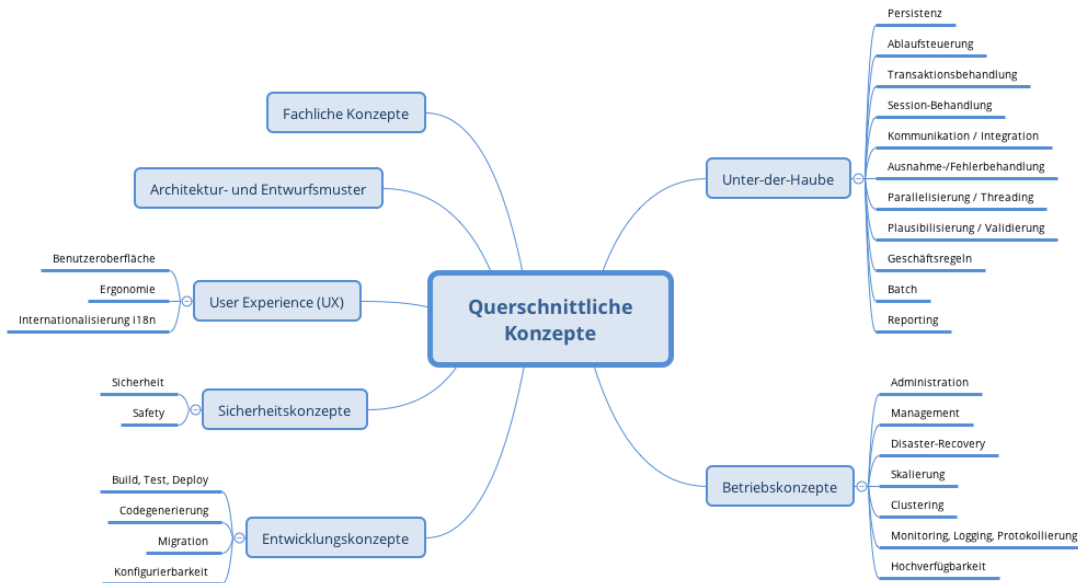 Querschnittliche
Konzepte
Fachliche Konzepte
Architektur- und Entwurfsmuster
User Experience (UX)
Benutzeroberfläche
Ergonomie
Internationalisierung i18n
Sicherheitskonzepte
Sicherheit
Safety
Entwicklungskonzepte
Build, Test, Deploy
Codegenerierung
Migration
Konfigurierbarkeit
Unter-der-Haube
Persistenz
Ablaufsteuerung
Transaktionsbehandlung
Session-Behandlung
Kommunikation / Integration
Ausnahme-/Fehlerbehandlung
Parallelisierung / Threading
Plausibilisierung / Validierung
Geschäftsregeln
Batch
Reporting
Betriebskonzepte
Administration
Management
Disaster-Recovery
Skalierung
Clustering
Monitoring, Logging, Protokollierung
Hochverfügbarkeit